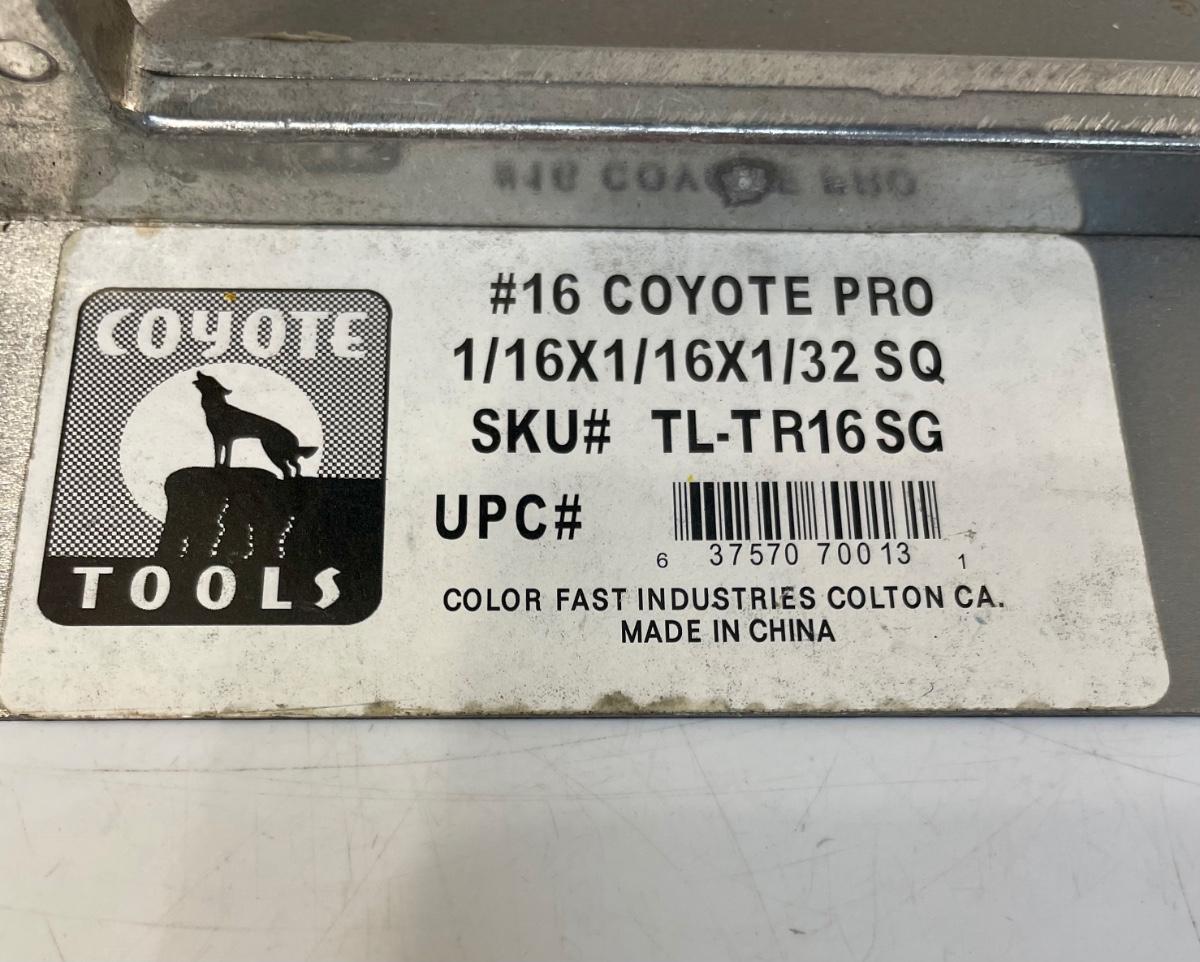 COYOTE
TOOLS
#16 COYOTE PRO
1/16X1/16X1/32 SQ
SKU# TL-TR16SG
UPC#
6 37570 70013 1
COLOR FAST INDUSTRIES COLTON CA.
MADE IN CHINA